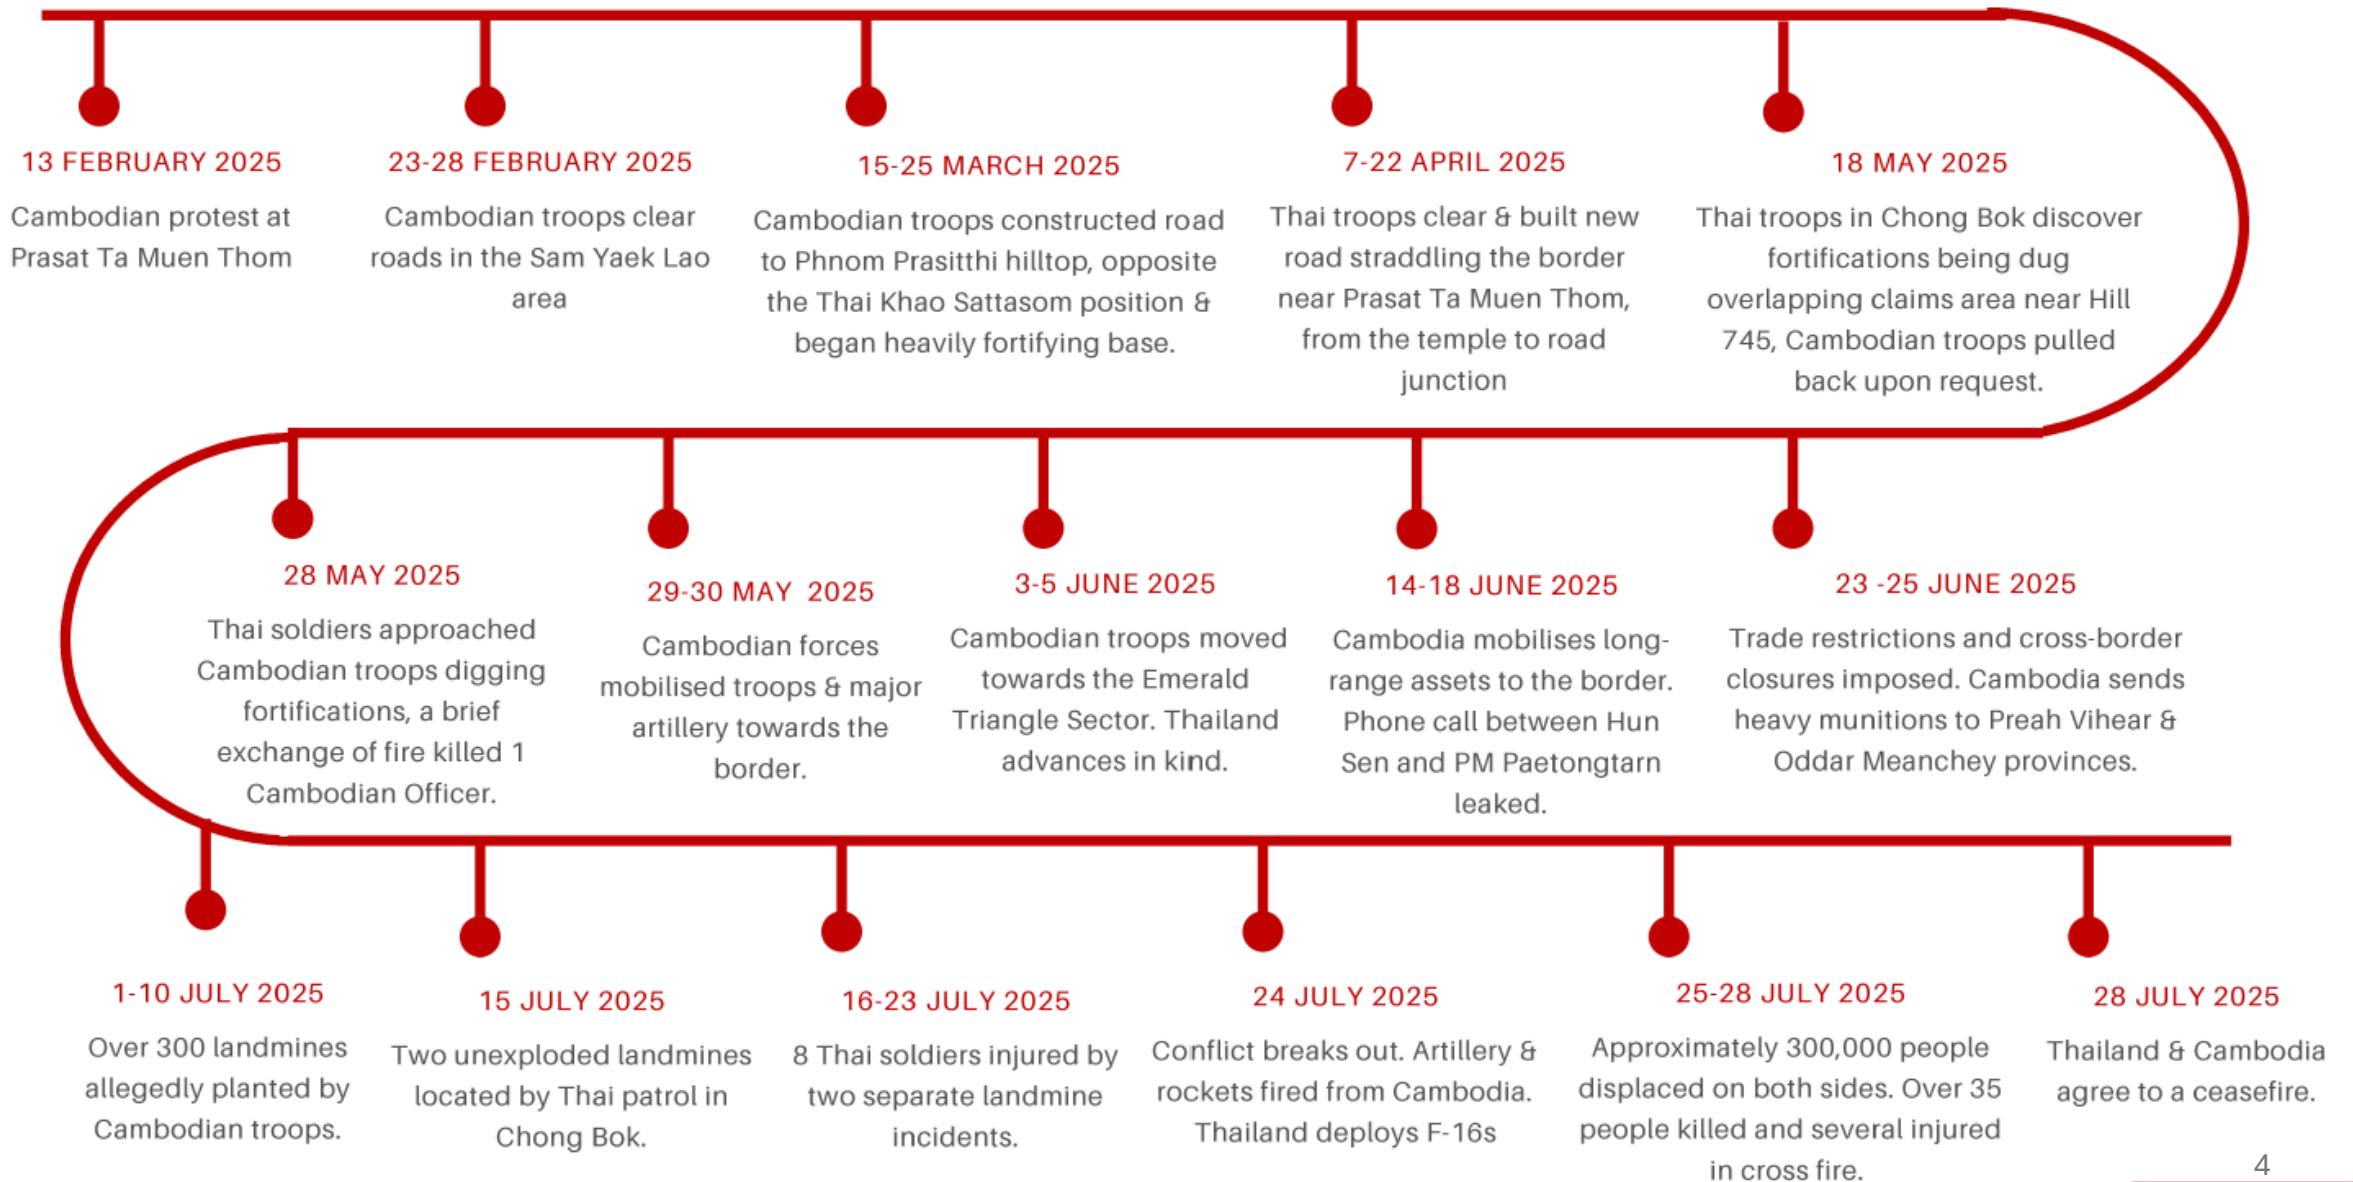 13 FEBRUARY 2025
Cambodian protest at
Prasat Ta Muen Thom
23-28 FEBRUARY 2025
Cambodian troops clear
roads in the Sam Yaek Lao
area
15-25 MARCH 2025
Cambodian troops constructed road
to Phnom Prasitthi hilltop, opposite
the Thai Khao Sattasom position &
began heavily fortifying base.
7-22 APRIL 2025
Thai troops clear & built new
road straddling the border
near Prasat Ta Muen Thom,
from the temple to road
junction
18 MAY 2025
Thai troops in Chong Bok discover
fortifications being dug
overlapping claims area near Hill
745, Cambodian troops pulled
back upon request.
28 MAY 2025
Thai soldiers approached
Cambodian troops digging
fortifications, a brief
exchange of fire killed 1
Cambodian Officer.
29-30 MAY  2025
Cambodian forces
mobilised troops & major
artillery towards the
border.
3-5 JUNE 2025
Cambodian troops moved
towards the Emerald
Triangle Sector. Thailand
advances in kind.
14-18 JUNE 2025
Cambodia mobilises long-
range assets to the border.
Phone call between Hun
Sen and PM Paetongtarn
leaked.
23 -25 JUNE 2025
Trade restrictions and cross-border
closures imposed. Cambodia sends
heavy munitions to Preah Vihear &
Oddar Meanchey provinces.
1-10 JULY 2025
Over 300 landmines
allegedly planted by
Cambodian troops.
15 JULY 2025
Two unexploded landmines
located by Thai patrol in
Chong Bok.
16-23 JULY 2025
8 Thai soldiers injured by
two separate landmine
incidents.
24 JULY 2025
Conflict breaks out. Artillery &
rockets fired from Cambodia.
Thailand deploys F-16s
25-28 JULY 2025
Approximately 300,000 people
displaced on both sides. Over 35
people killed and several injured
in cross fire.
28 JULY 2025
Thailand & Cambodia
agree to a ceasefire.
4